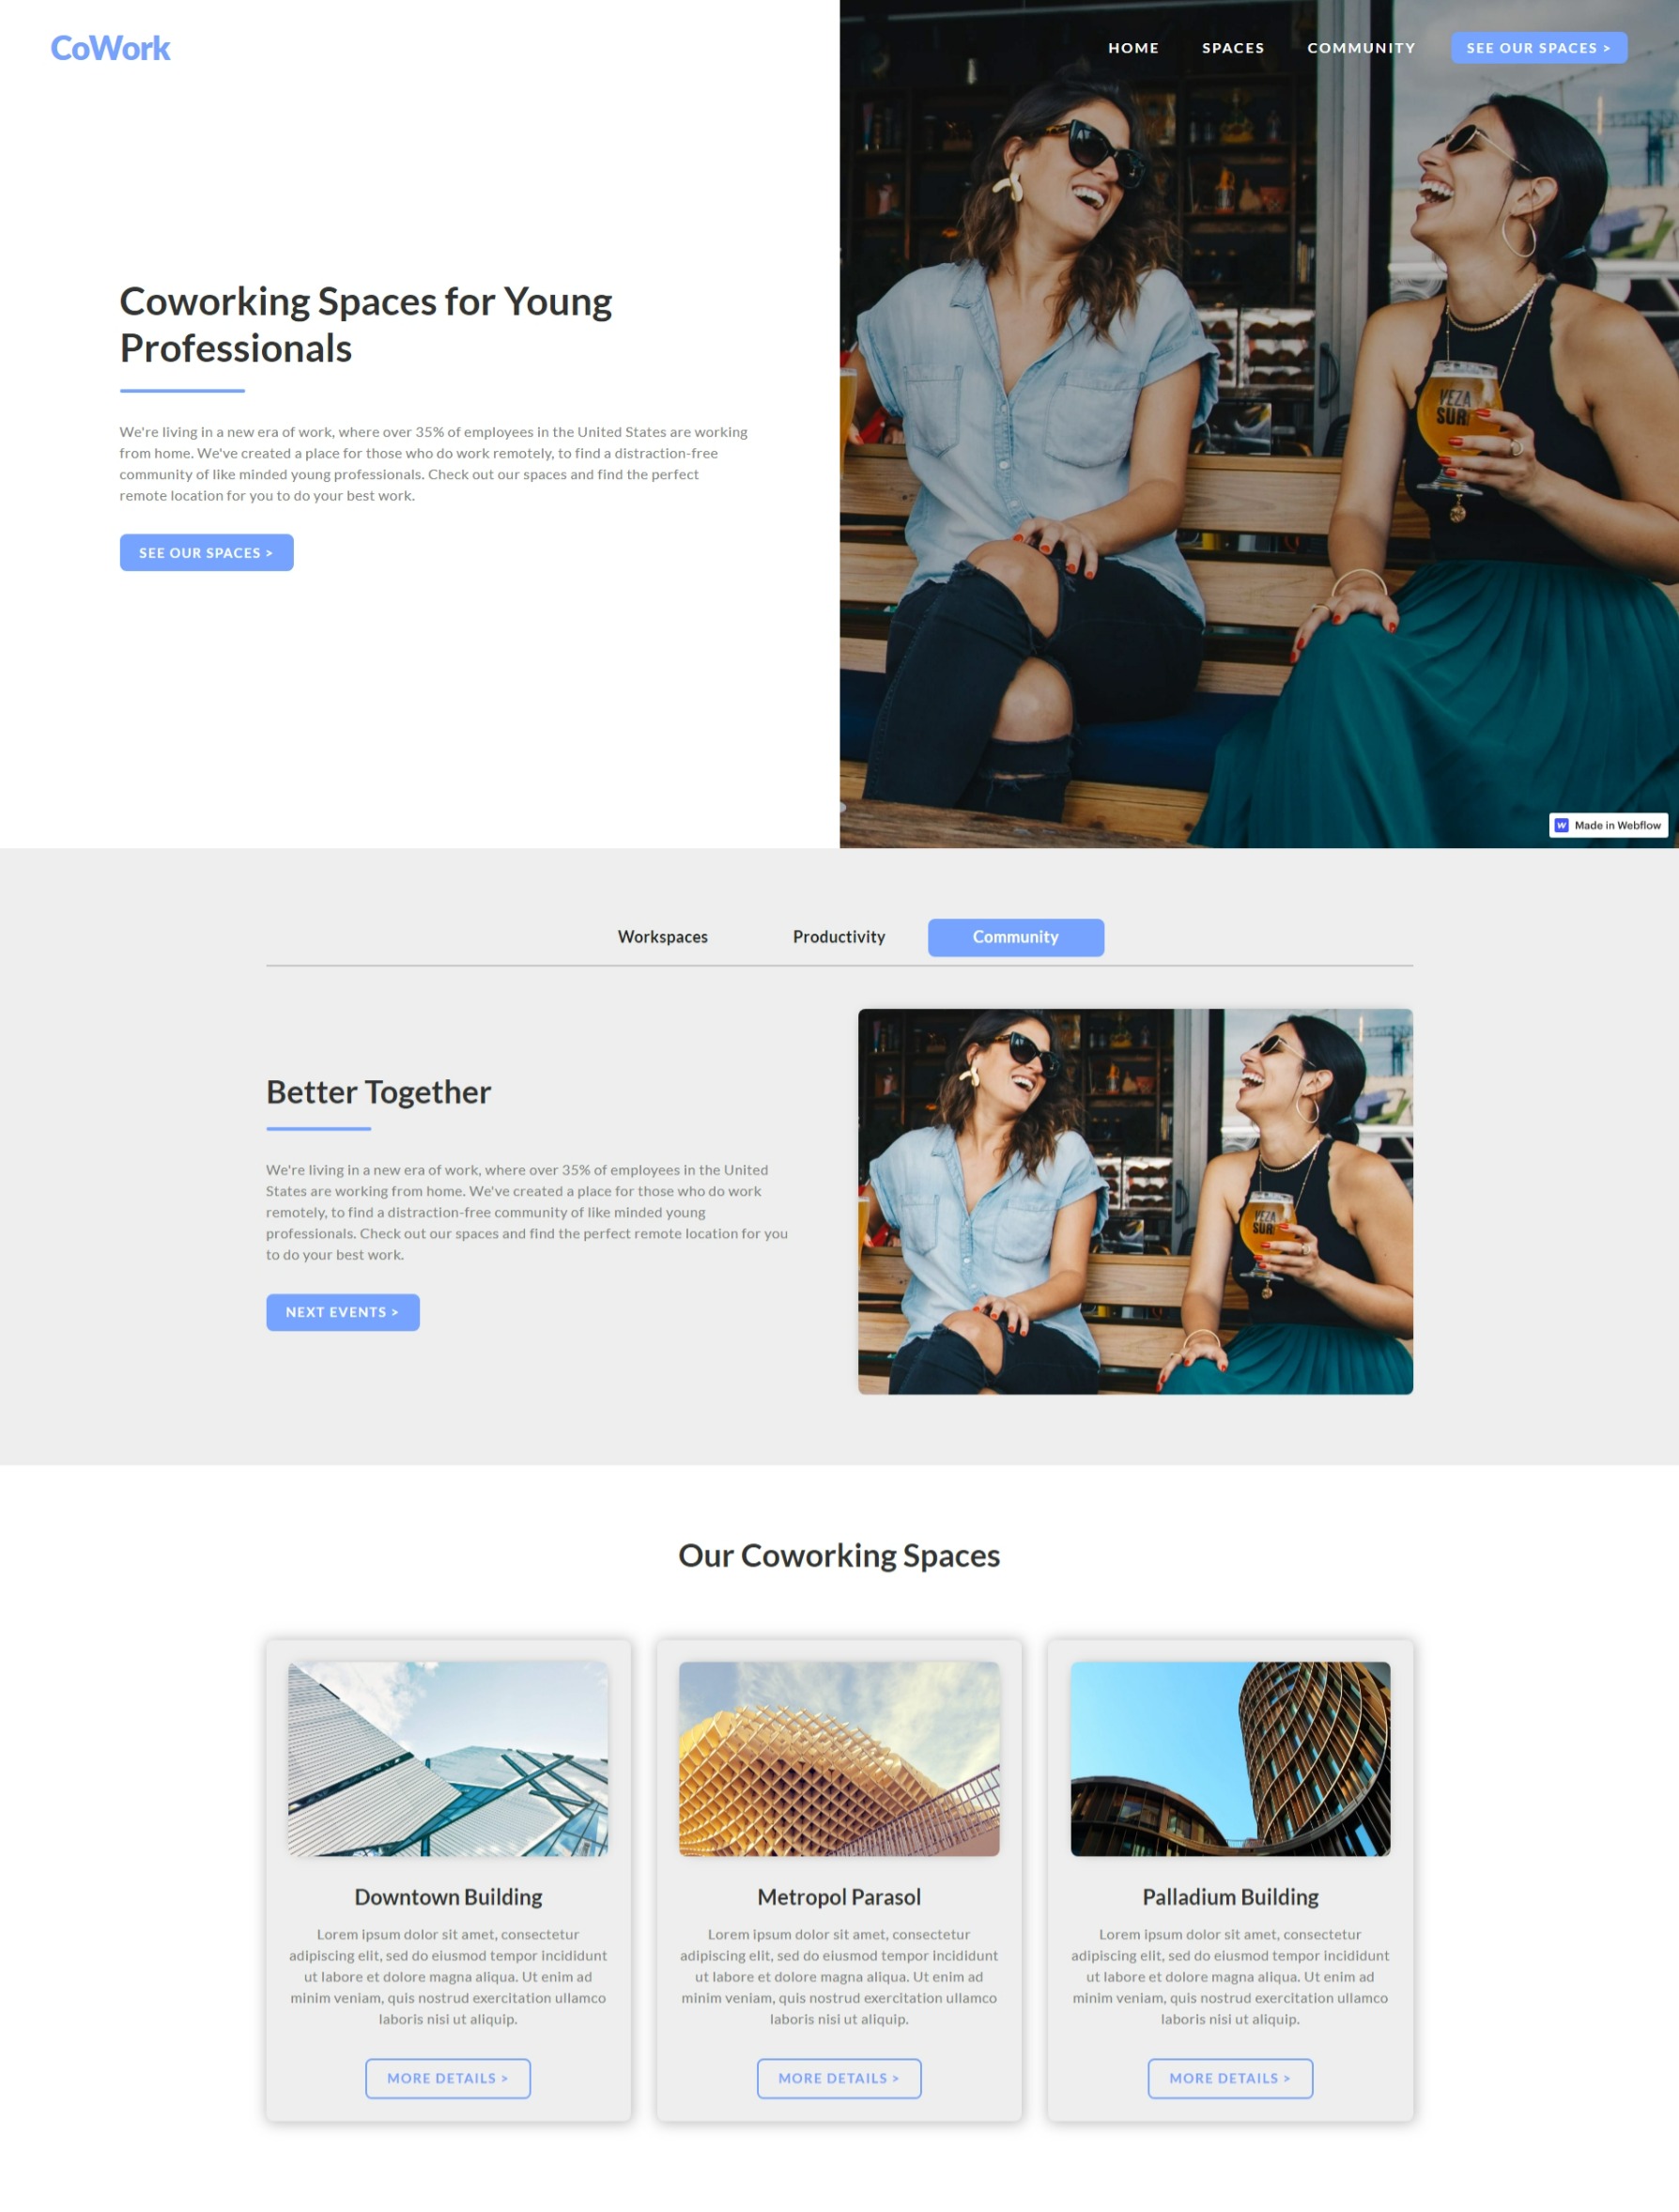 CoWork
HOME SPACES COMMUNITY SEE OUR SPACES >
Coworking Spaces for Young
Professionals
We're living in a new era of work, where over 35% of employees in the United States are working
from home. We've created a place for those who do work remotely, to find a distraction-free
community of like minded young professionals. Check out our spaces and find the perfect
remote location for you to do your best work.
SEE OUR SPACES >
VEZA
SUR
Made in Webflow
Workspaces Productivity Community
Better Together
We're living in a new era of work, where over 35% of employees in the United
States are working from home. We've created a place for those who do work
remotely, to find a distraction-free community of like minded young
professionals. Check out our spaces and find the perfect remote location for you
to do your best work.
NEXT EVENTS >
VEZA
SUR
Our Coworking Spaces
Downtown Building
Lorem ipsum dolor sit amet, consectetur
adipiscing elit, sed do eiusmod tempor incididunt
ut labore et dolore magna aliqua. Ut enim ad
minim veniam, quis nostrud exercitation ullamco
laboris nisi ut aliquip.
MORE DETAILS >
Metropol Parasol
Lorem ipsum dolor sit amet, consectetur
adipiscing elit, sed do eiusmod tempor incididunt
ut labore et dolore magna aliqua. Ut enim ad
minim veniam, quis nostrud exercitation ullamco
laboris nisi ut aliquip.
MORE DETAILS >
Palladium Building
Lorem ipsum dolor sit amet, consectetur
adipiscing elit, sed do eiusmod tempor incididunt
ut labore et dolore magna aliqua. Ut enim ad
minim veniam, quis nostrud exercitation ullamco
laboris nisi ut aliquip.
MORE DETAILS >